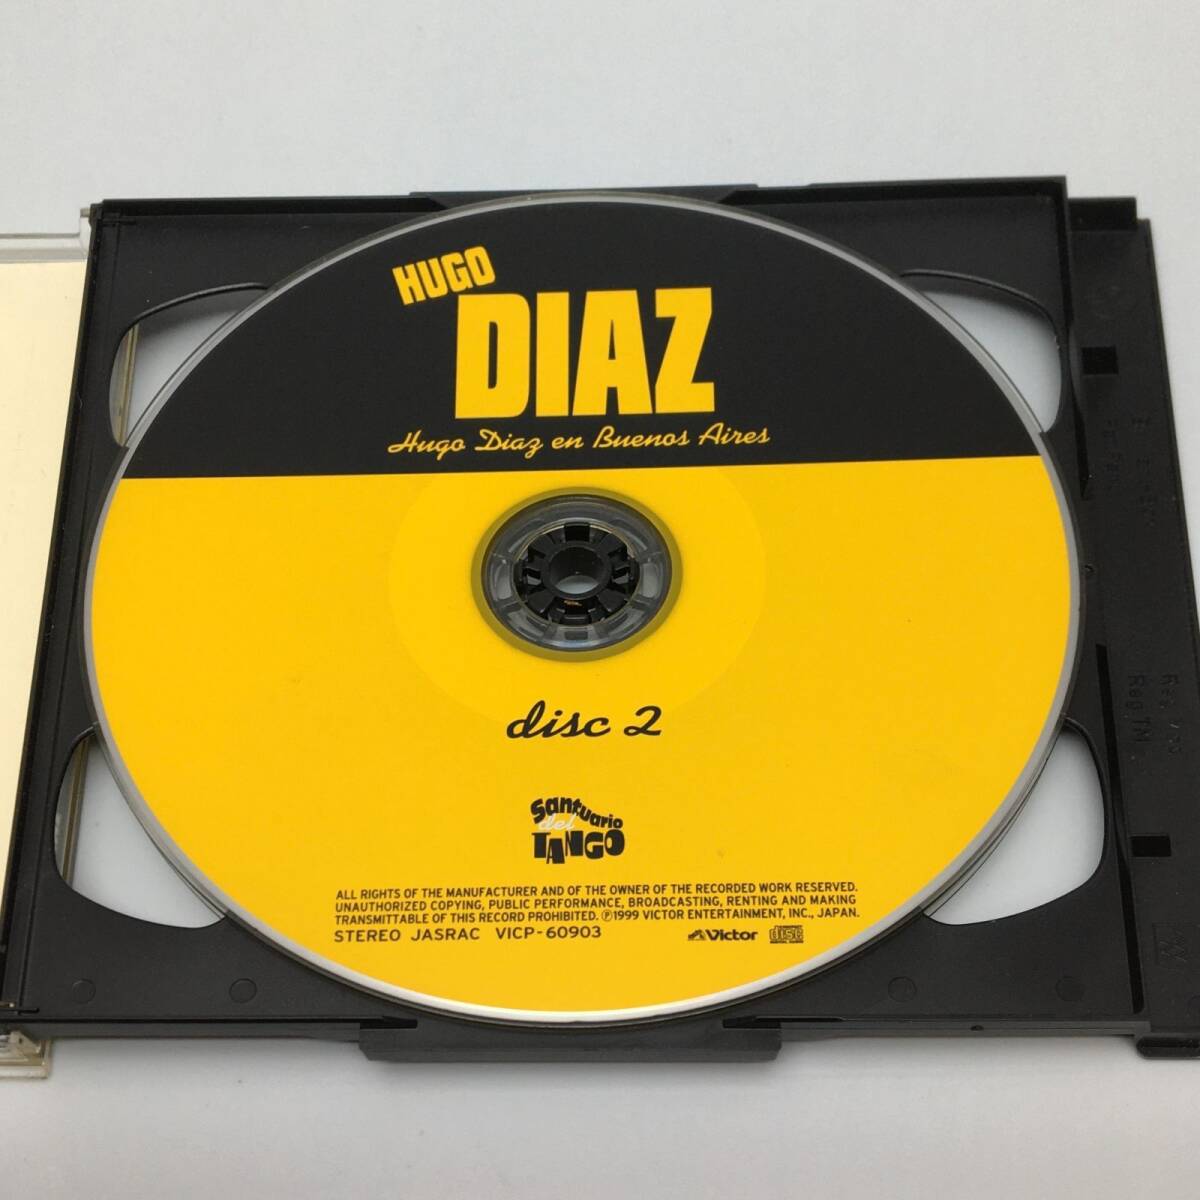 HUGO
DIAZ
Hugo Diaz en Buenos Aires
disc 2
Santuario
del
TANGO
ALL RIGHTS OF THE MANUFACTURER AND OF THE OWNER OF THE RECORDED WORK RESERVED.
UNAUTHORIZED COPYING, PUBLIC PERFORMANCE, BROADCASTING, RENTING AND MAKING
TRANSMITTABLE OF THIS RECORD PROHIBITED. ℗1999 VICTOR ENTERTAINMENT, INC., JAPAN.
STEREO JASRAC VICP-60903
Victor
disc